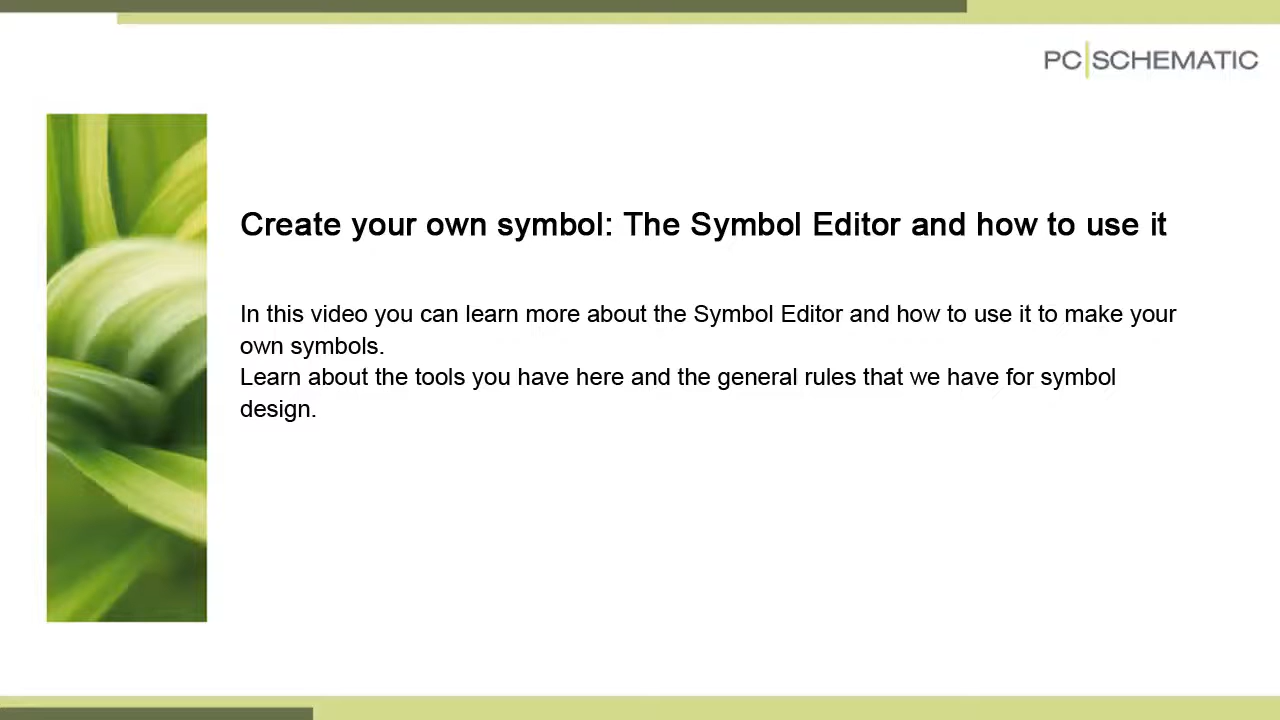 PC|SCHEMATIC
Create your own symbol: The Symbol Editor and how to use it
In this video you can learn more about the Symbol Editor and how to use it to make your
own symbols.
Learn about the tools you have here and the general rules that we have for symbol
design.